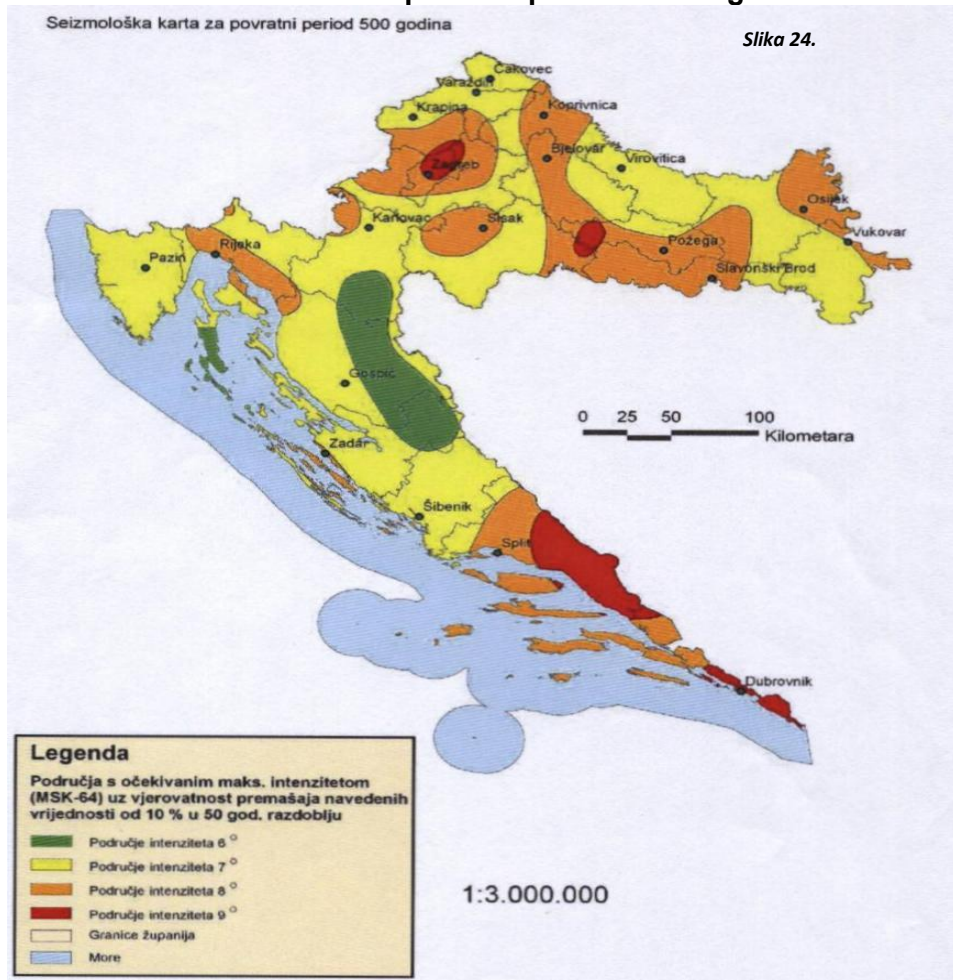 Seizmološka karta za povratni period 500 godina
Slika 24.
Čakovec
Varaždin
Krapina
Koprivnica
Bjelovar
Virovitica
Zagreb
Osijek
Karlovac
Sisak
Vukovar
Rijeka
Požega
Pazin
Slavonski Brod
Gospić
0 25 50 100
Kilometara
Zadar
Šibenik
Split
Dubrovnik
Legenda
Područja s očekivanim maks. intenzitetom
(MSK-64) uz vjerovatnost premašaja navedenih
vrijednosti od 10 % u 50 god. razdoblju
Područje intenziteta 6 °
Područje intenziteta 7 °
Područje intenziteta 8 °
Područje intenziteta 9 °
Granice županija
More
1:3.000.000